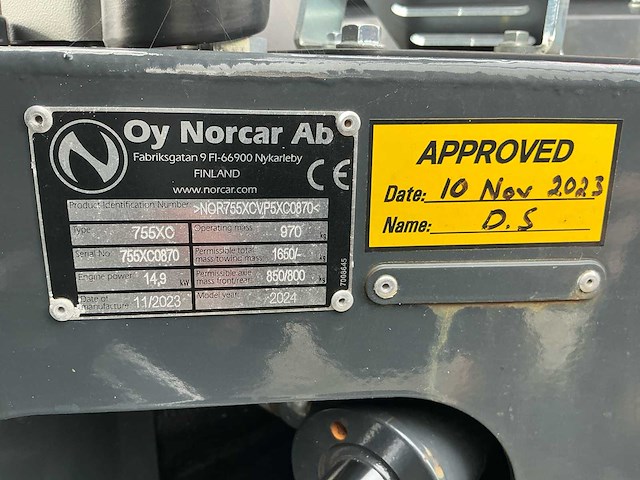 Oy Norcar Ab
Fabriksgatan 9 FI-66900 Nykarleby
FINLAND
www.norcar.com
CE
Product Identification Number >NOR755XCVP5XC0870<
Type 755XC Operating mass 970 kg
Serial No. 755XC0870 Permissible total mass/towing mass 1650/- kg
Engine power 14,9 kW Permissible axle mass front/rear 850/800 kg
Date of manufacture 11/2023 Model year 2024
7008645
APPROVED
Date: 10 Nov 2023
Name: D.S